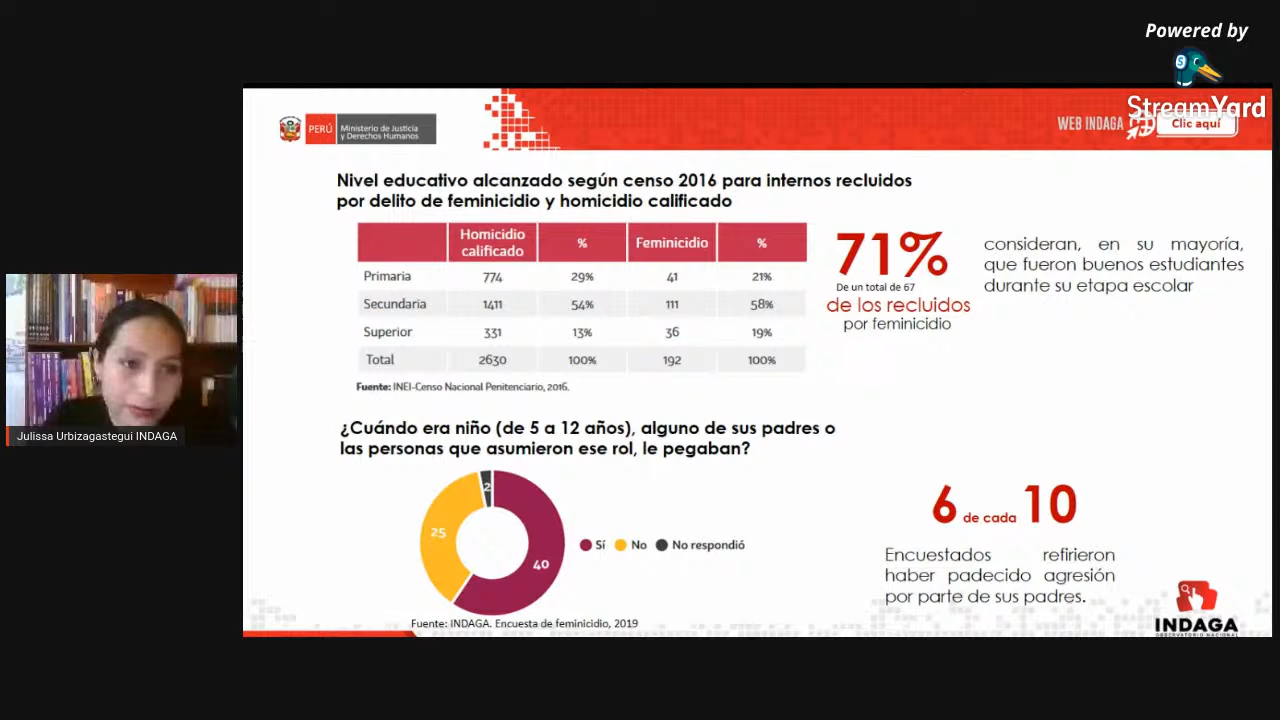 Powered by
StreamYard
PERÚ
Ministerio de Justicia
y Derechos Humanos
WEB INDAGA
Clic aquí
Nivel educativo alcanzado según censo 2016 para internos recluidos
por delito de feminicidio y homicidio calificado
Homicidio calificado % Feminicidio %
Primaria 774 29% 41 21%
Secundaria 1411 54% 111 58%
Superior 331 13% 36 19%
Total 2630 100% 192 100%
Fuente: INEI-Censo Nacional Penitenciario, 2016.
71%
De un total de 67
de los recluidos
por feminicidio
consideran, en su mayoría,
que fueron buenos estudiantes
durante su etapa escolar
¿Cuándo era niño (de 5 a 12 años), alguno de sus padres o
las personas que asumieron ese rol, le pegaban?
2
25
40
Sí No No respondió
Fuente: INDAGA. Encuesta de feminicidio, 2019
6 de cada 10
Encuestados refirieron
haber padecido agresión
por parte de sus padres.
INDAGA
OBSERVATORIO NACIONAL
Julissa Urbizagastegui INDAGA